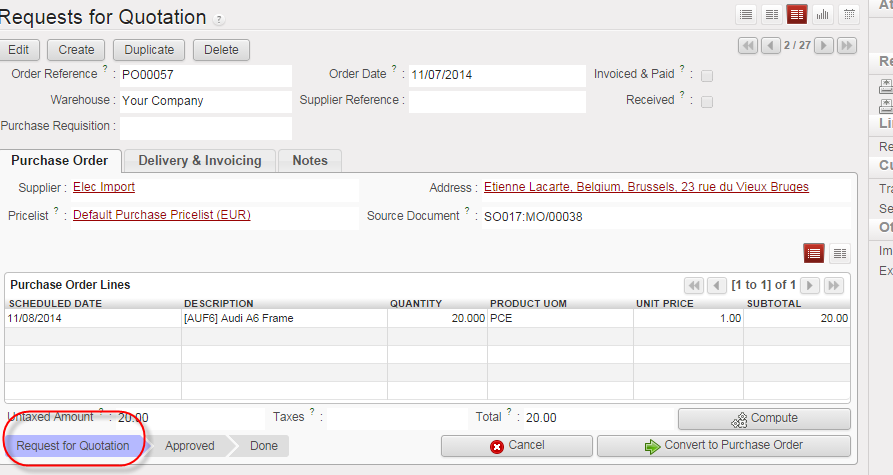 Requests for Quotation ?
At
Edit Create Duplicate Delete 2 / 27
Order Reference ? : PO00057 Order Date ? : 11/07/2014 Invoiced & Paid ? :
Re
Warehouse : Your Company Supplier Reference : Received ? :
Purchase Requisition :
Li
Re
Purchase Order Delivery & Invoicing Notes
Cu
Supplier : Elec Import Address : Etienne Lacarte, Belgium, Brussels, 23 rue du Vieux Bruges
Tra
Se
Pricelist ? : Default Purchase Pricelist (EUR) Source Document ? : SO017:MO/00038
Of
Im
Ex
Purchase Order Lines [1 to 1] of 1
SCHEDULED DATE DESCRIPTION QUANTITY PRODUCT UOM UNIT PRICE SUBTOTAL
11/08/2014 [AUF6] Audi A6 Frame 20.000 PCE 1.00 20.00
Untaxed Amount ? : 20.00 Taxes ? : Total ? : 20.00 Compute
Request for Quotation Approved Done Cancel Convert to Purchase Order